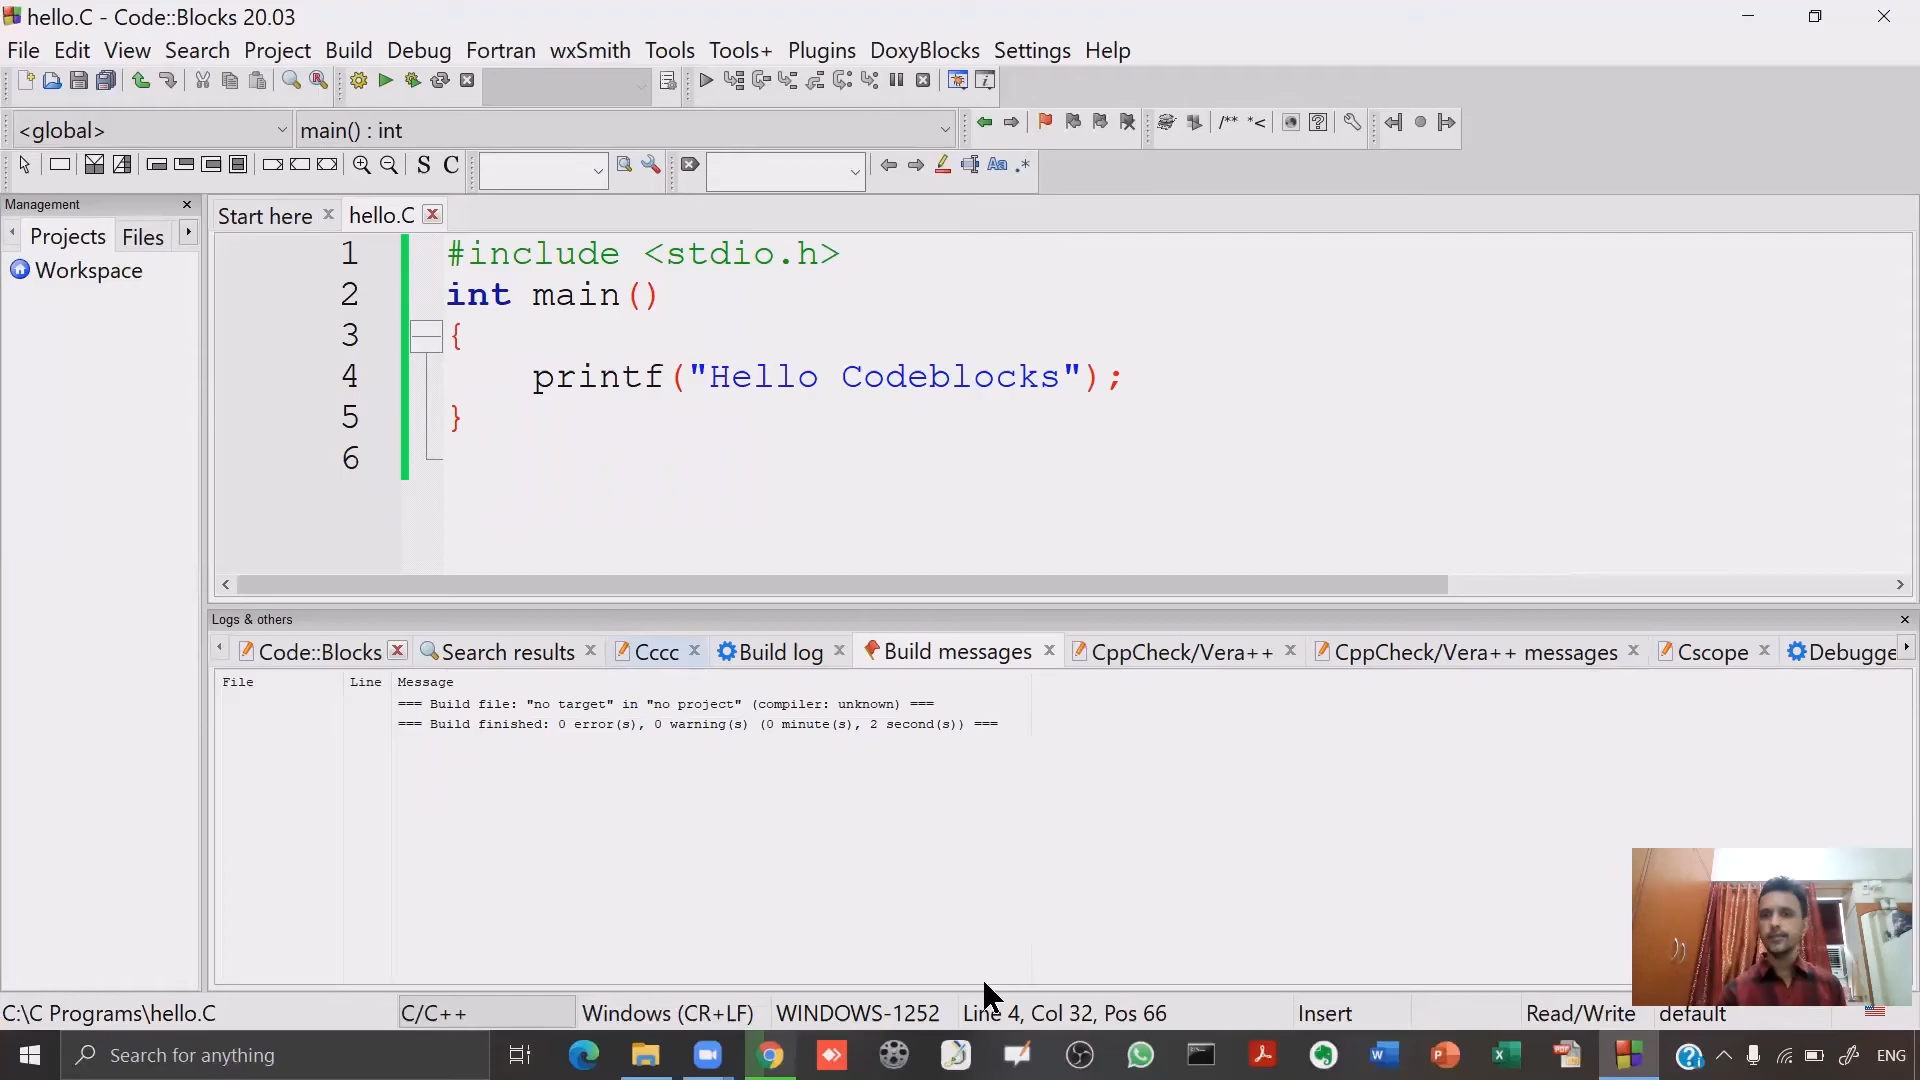 hello.C - Code::Blocks 20.03
File Edit View Search Project Build Debug Fortran wxSmith Tools Tools+ Plugins DoxyBlocks Settings Help
<global> main() : int /** *<
S C Aa .*
Management
Projects Files
Workspace
Start here hello.C
1 #include <stdio.h>
2 int main()
3 {
4 printf("Hello Codeblocks");
5 }
6
Logs & others
Code::Blocks Search results Cccc Build log Build messages CppCheck/Vera++ CppCheck/Vera++ messages Cscope Debugge
File Line Message
=== Build file: "no target" in "no project" (compiler: unknown) ===
=== Build finished: 0 error(s), 0 warning(s) (0 minute(s), 2 second(s)) ===
C:\C Programs\hello.C C/C++ Windows (CR+LF) WINDOWS-1252 Line 4, Col 32, Pos 66 Insert Read/Write default
Search for anything ENG